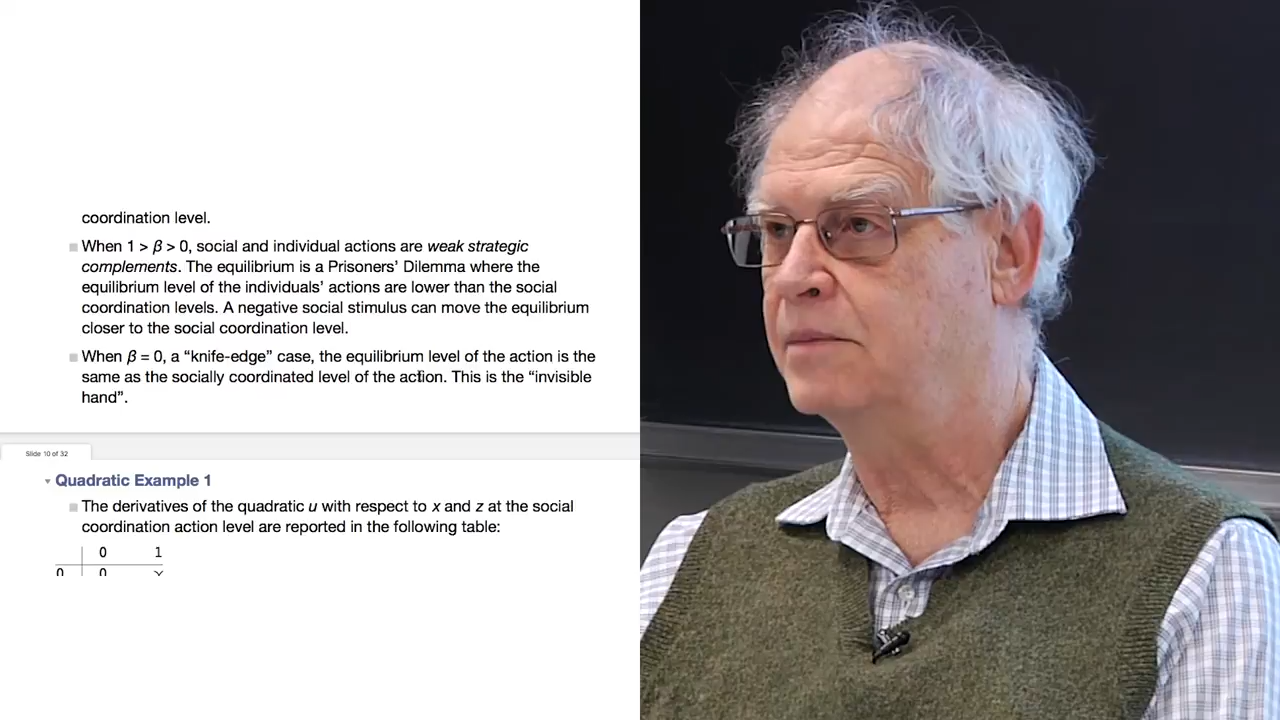 coordination level.
When 1 > β > 0, social and individual actions are weak strategic
complements. The equilibrium is a Prisoners' Dilemma where the
equilibrium level of the individuals' actions are lower than the social
coordination levels. A negative social stimulus can move the equilibrium
closer to the social coordination level.
When β = 0, a “knife-edge” case, the equilibrium level of the action is the
same as the socially coordinated level of the action. This is the “invisible
hand”.
Slide 10 of 32
Quadratic Example 1
The derivatives of the quadratic u with respect to x and z at the social
coordination action level are reported in the following table:
0 1
0 0